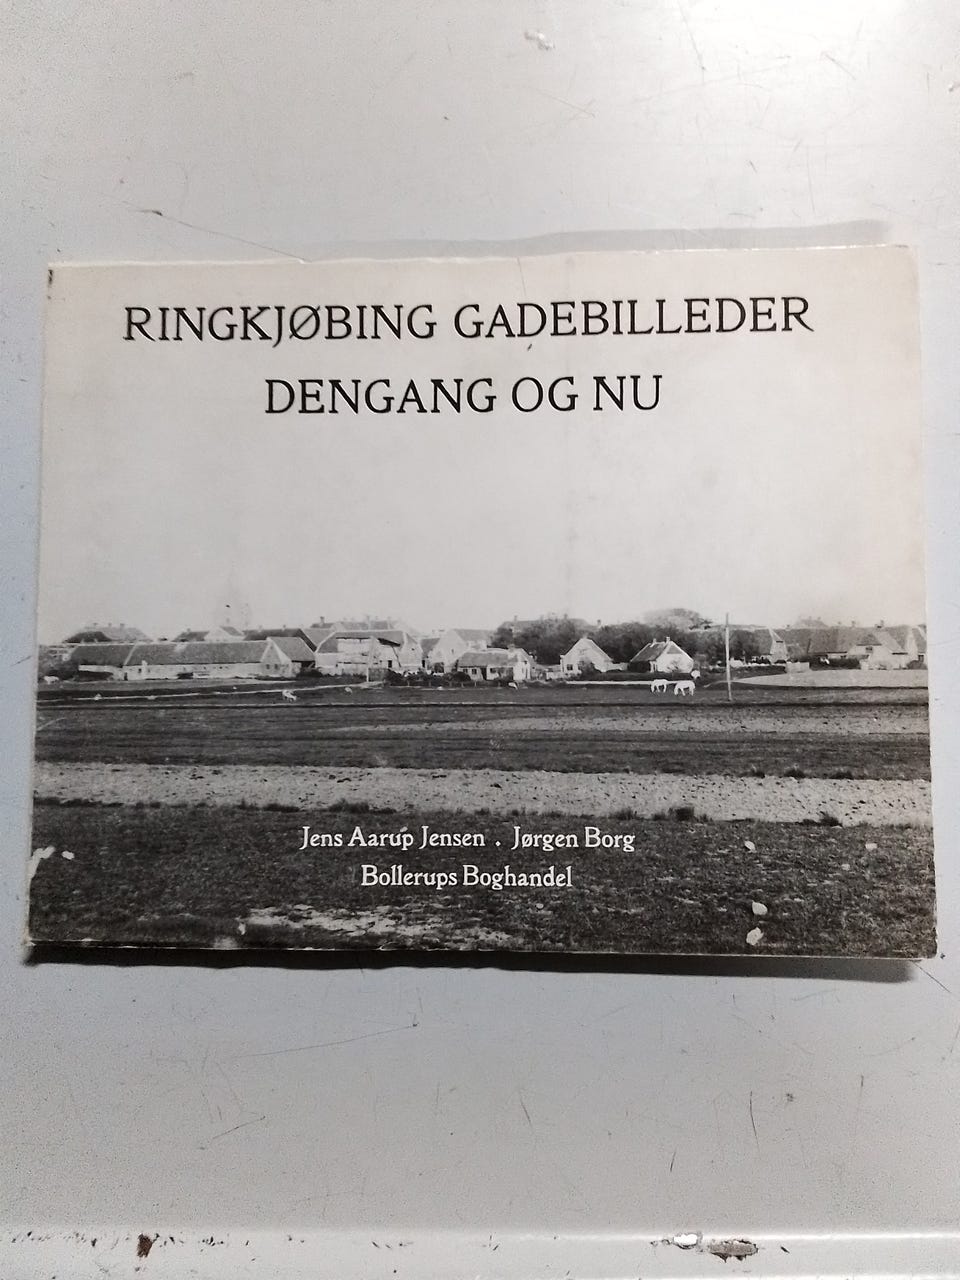 RINGKJØBING GADEBILLEDER
DENGANG OG NU
Jens Aarup Jensen . Jørgen Borg
Bollerups Boghandel